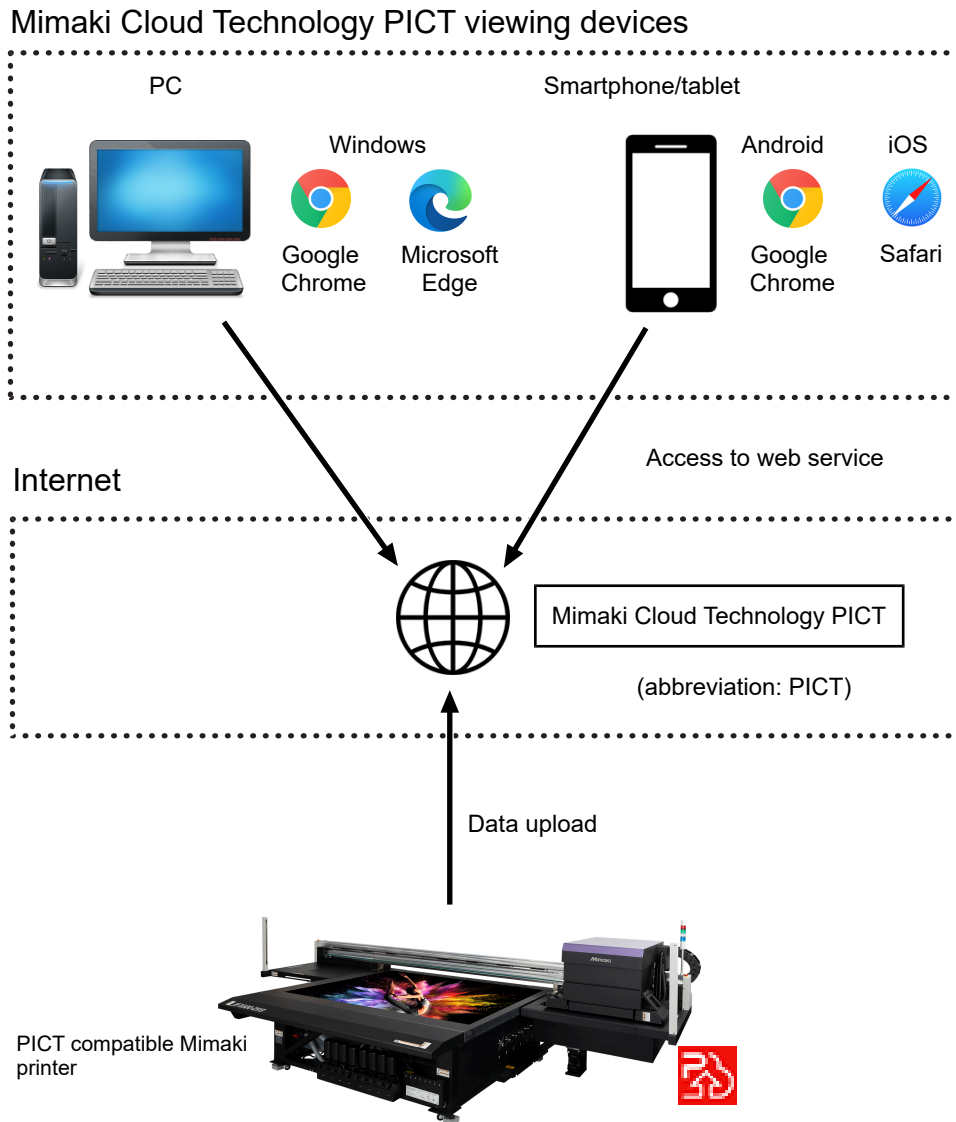 Mimaki Cloud Technology PICT viewing devices
PC
Smartphone/tablet
Windows
Android
iOS
Google
Chrome
Microsoft
Edge
Google
Chrome
Safari
Access to web service
Internet
Mimaki Cloud Technology PICT
(abbreviation: PICT)
Data upload
Mimaki
PICT compatible Mimaki
printer